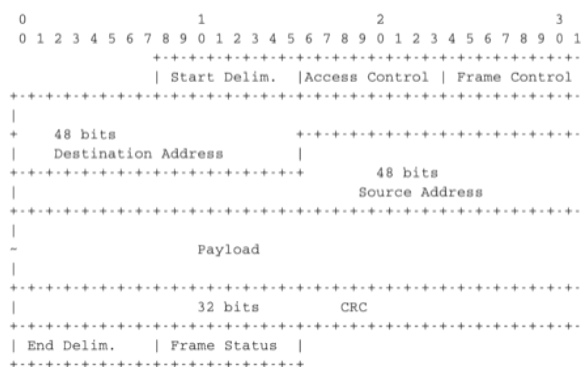 0 1 2 3
0 1 2 3 4 5 6 7 8 9 0 1 2 3 4 5 6 7 8 9 0 1 2 3 4 5 6 7 8 9 0 1
| Start Delim. |Access Control | Frame Control
48 bits
| Destination Address |
48 bits
| Source Address
~ Payload
| 32 bits CRC
| End Delim. | Frame Status |